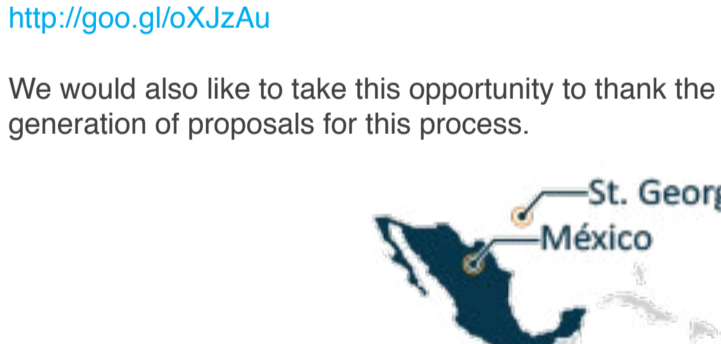 http://goo.gl/oXJzAu
We would also like to take this opportunity to thank the
generation of proposals for this process.
St. Georg
México